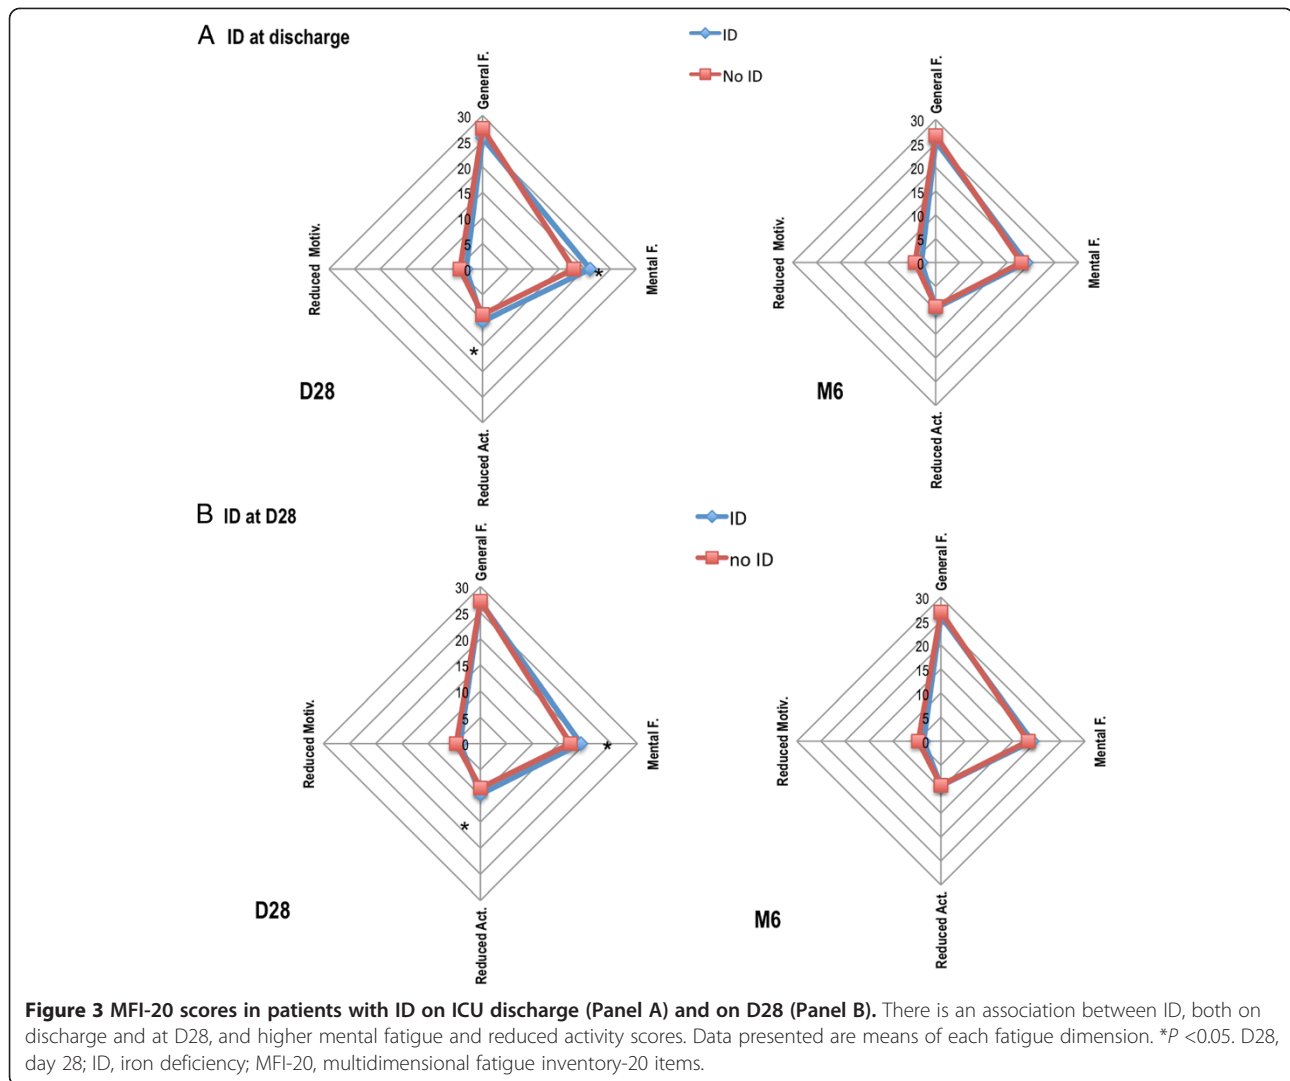 A ID at discharge
ID
No ID
General F.
30
25
20
15
10
5
0
Reduced Motiv.
Mental F.
*
*
Reduced Act.
D28
General F.
30
25
20
15
10
5
0
Reduced Motiv.
Mental F.
Reduced Act.
M6
B ID at D28
ID
no ID
General F.
30
25
20
15
10
5
0
Reduced Motiv.
Mental F.
*
*
Reduced Act.
D28
General F.
30
25
20
15
10
5
0
Reduced Motiv.
Mental F.
Reduced Act.
M6
Figure 3 MFI-20 scores in patients with ID on ICU discharge (Panel A) and on D28 (Panel B). There is an association between ID, both on
discharge and at D28, and higher mental fatigue and reduced activity scores. Data presented are means of each fatigue dimension. *P <0.05. D28,
day 28; ID, iron deficiency; MFI-20, multidimensional fatigue inventory-20 items.